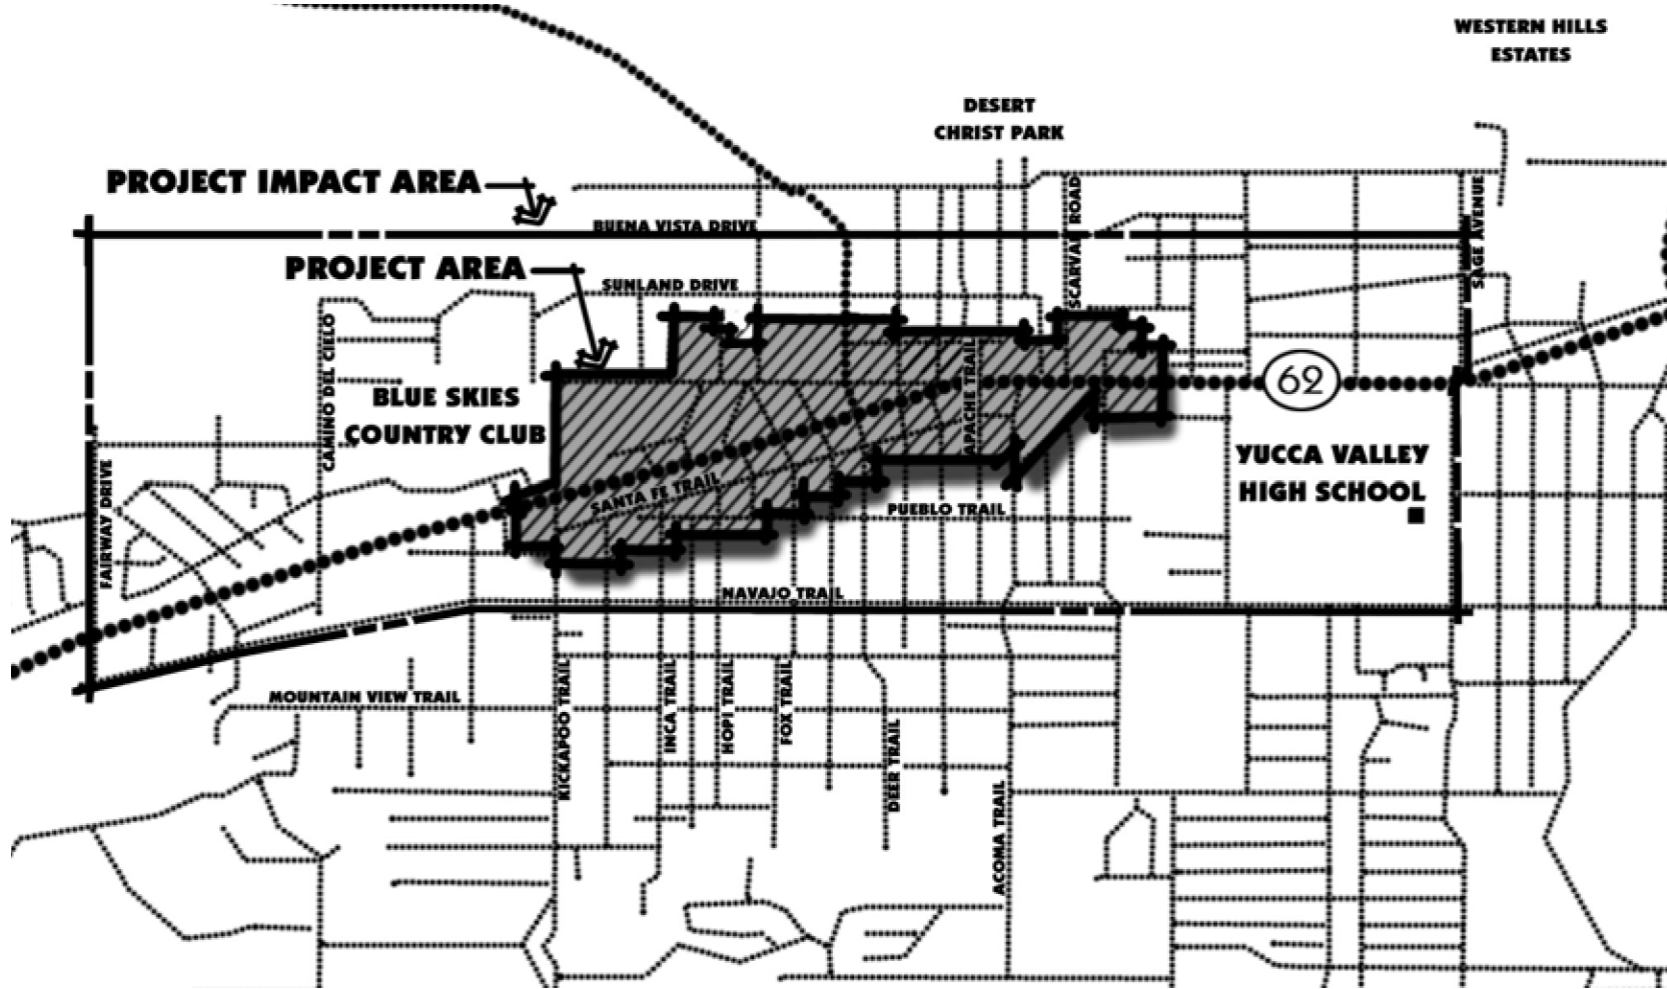 WESTERN HILLS
ESTATES
DESERT
CHRIST PARK
PROJECT IMPACT AREA
BUENA VISTA DRIVE
SCARVAN ROAD
SAGE AVENUE
PROJECT AREA
SUNLAND DRIVE
CAMINO DEL CIELO
BLUE SKIES
COUNTRY CLUB
APACHE TRAIL
62
YUCCA VALLEY
HIGH SCHOOL
FAIRWAY DRIVE
SANTA FE TRAIL
PUEBLO TRAIL
NAVAJO TRAIL
MOUNTAIN VIEW TRAIL
KICKAPOO TRAIL
INCA TRAIL
HOPI TRAIL
FOX TRAIL
DEER TRAIL
ACOMA TRAIL